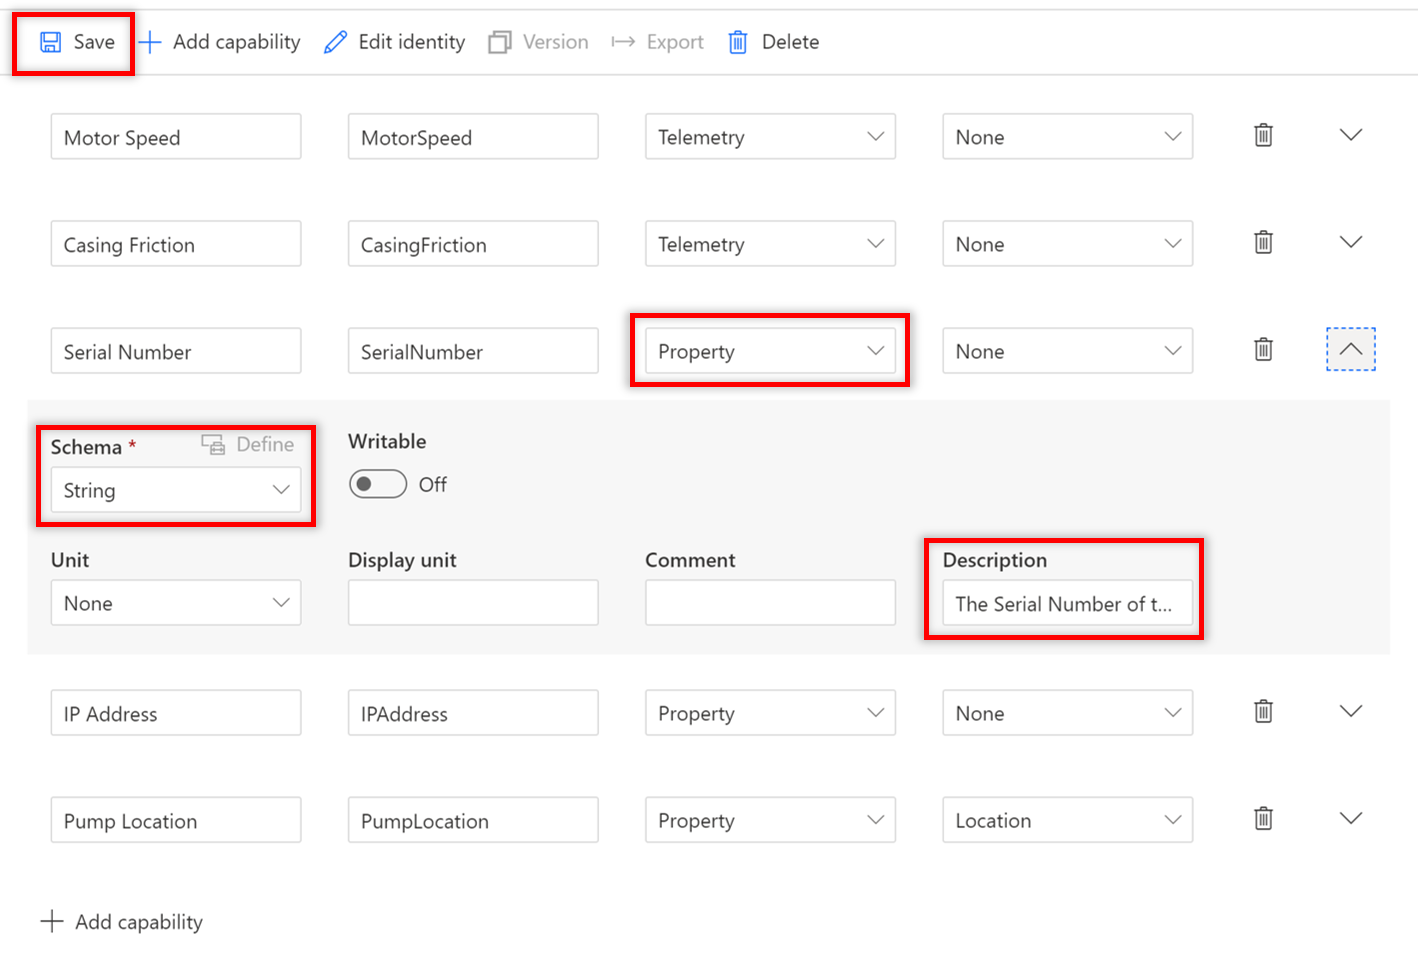 Save Add capability Edit identity Version Export Delete
Motor Speed MotorSpeed Telemetry None
Casing Friction CasingFriction Telemetry None
Serial Number SerialNumber Property None
Schema * Define Writable
String Off
Unit Display unit Comment Description
None The Serial Number of t...
IP Address IPAddress Property None
Pump Location PumpLocation Property Location
Add capability